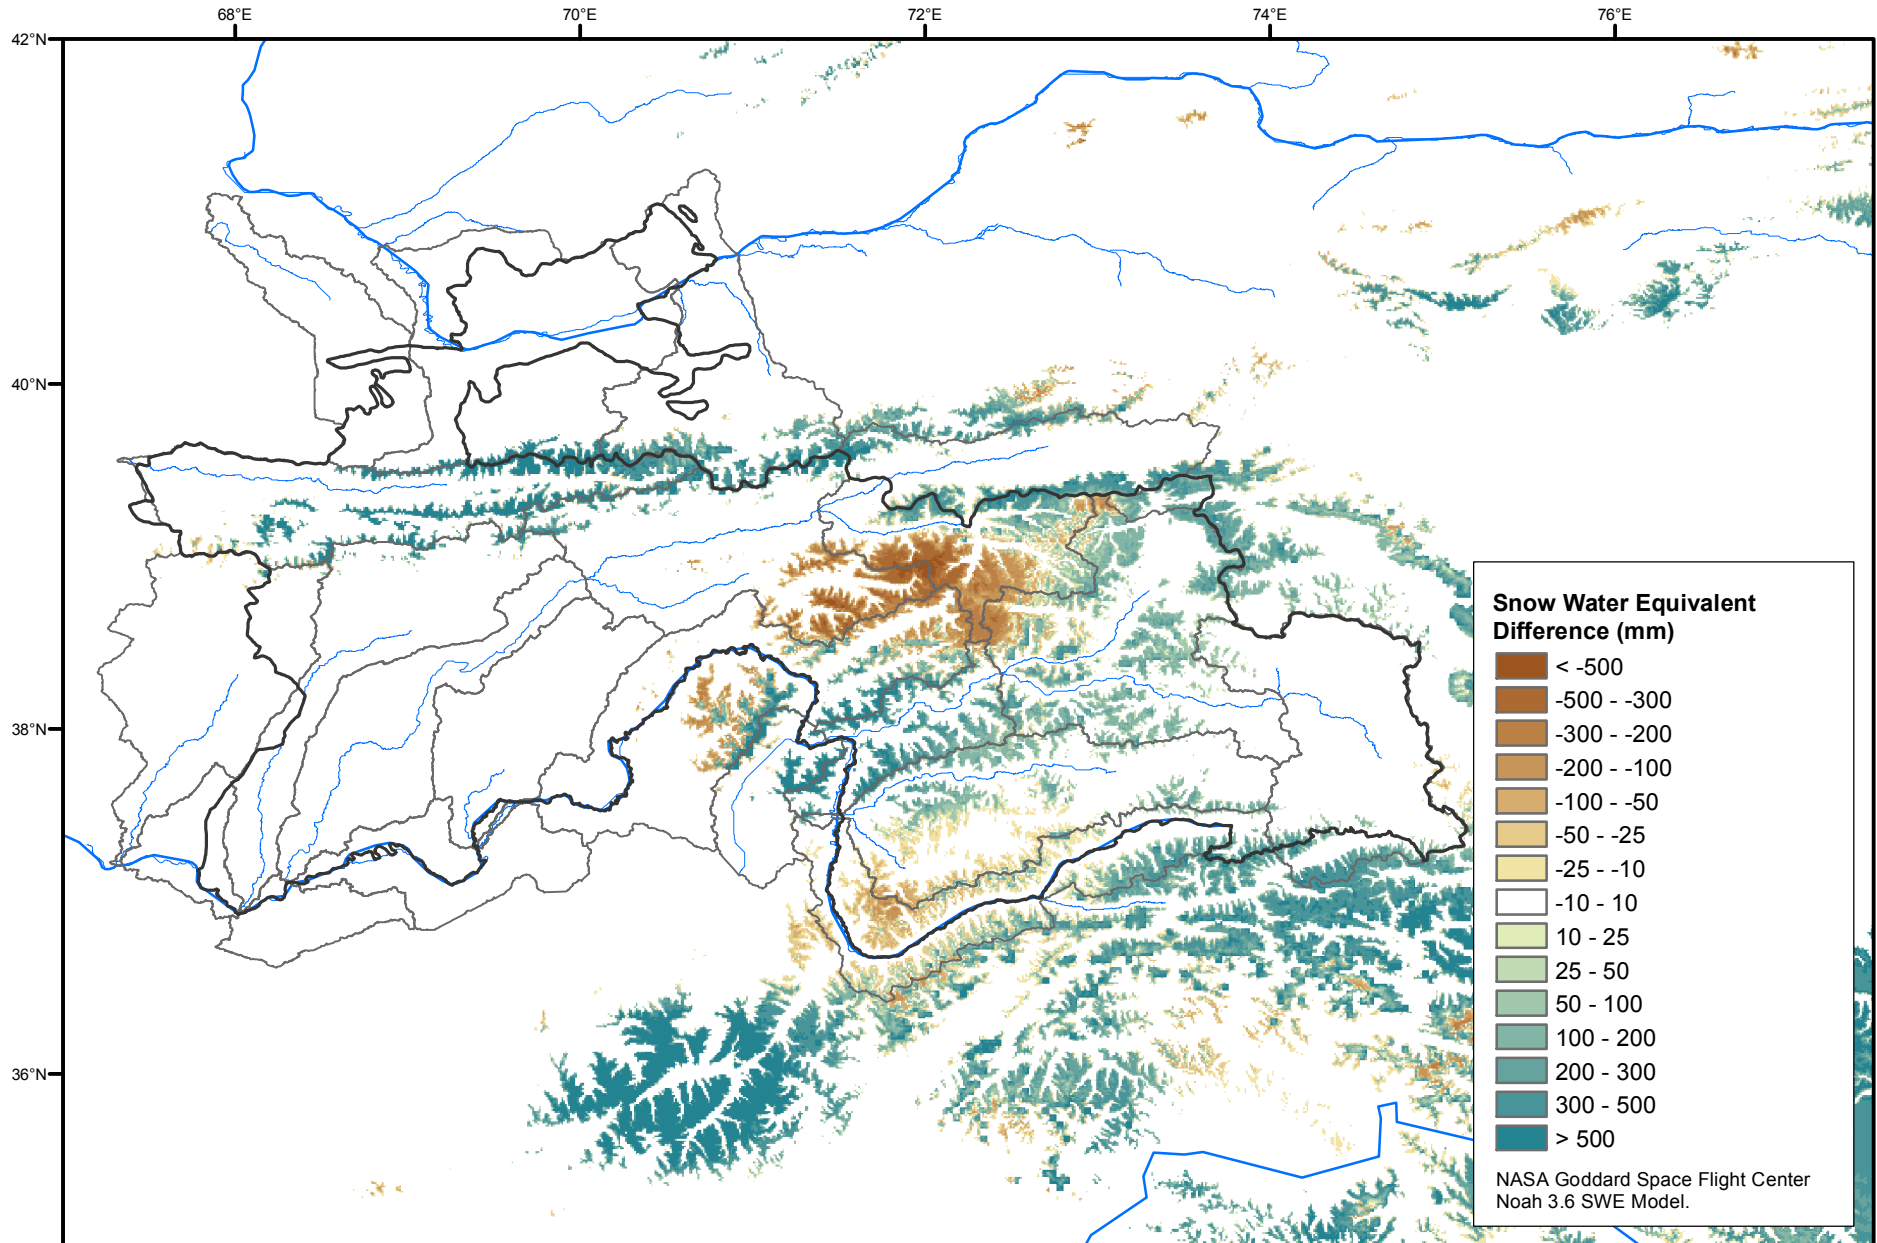 68°E 70°E 72°E 74°E 76°E
42°N
40°N
38°N
36°N
Snow Water Equivalent
Difference (mm)
< -500
-500 - -300
-300 - -200
-200 - -100
-100 - -50
-50 - -25
-25 - -10
-10 - 10
10 - 25
25 - 50
50 - 100
100 - 200
200 - 300
300 - 500
> 500
NASA Goddard Space Flight Center
Noah 3.6 SWE Model.